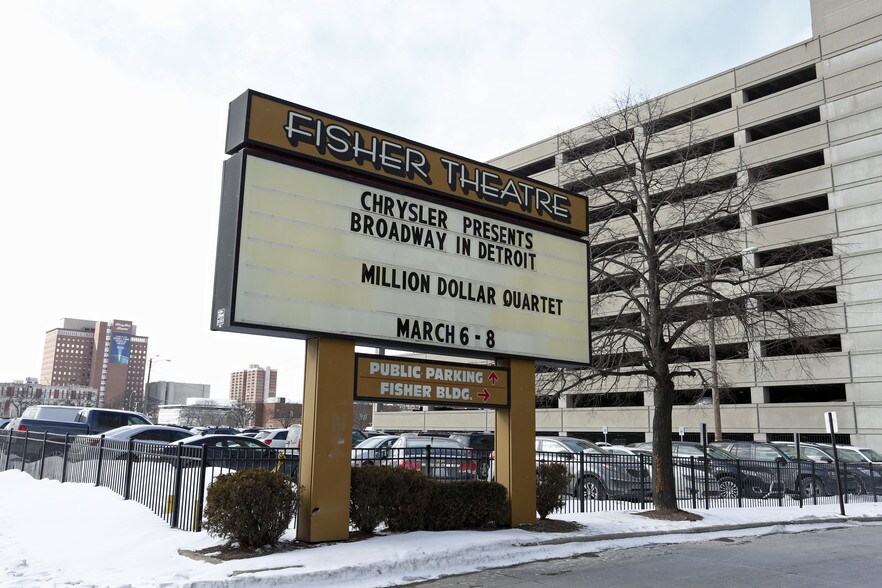 FISHER THEATRE
CHRYSLER PRESENTS
BROADWAY IN DETROIT
MILLION DOLLAR QUARTET
MARCH 6 - 8
PUBLIC PARKING ↑
FISHER BLDG. →